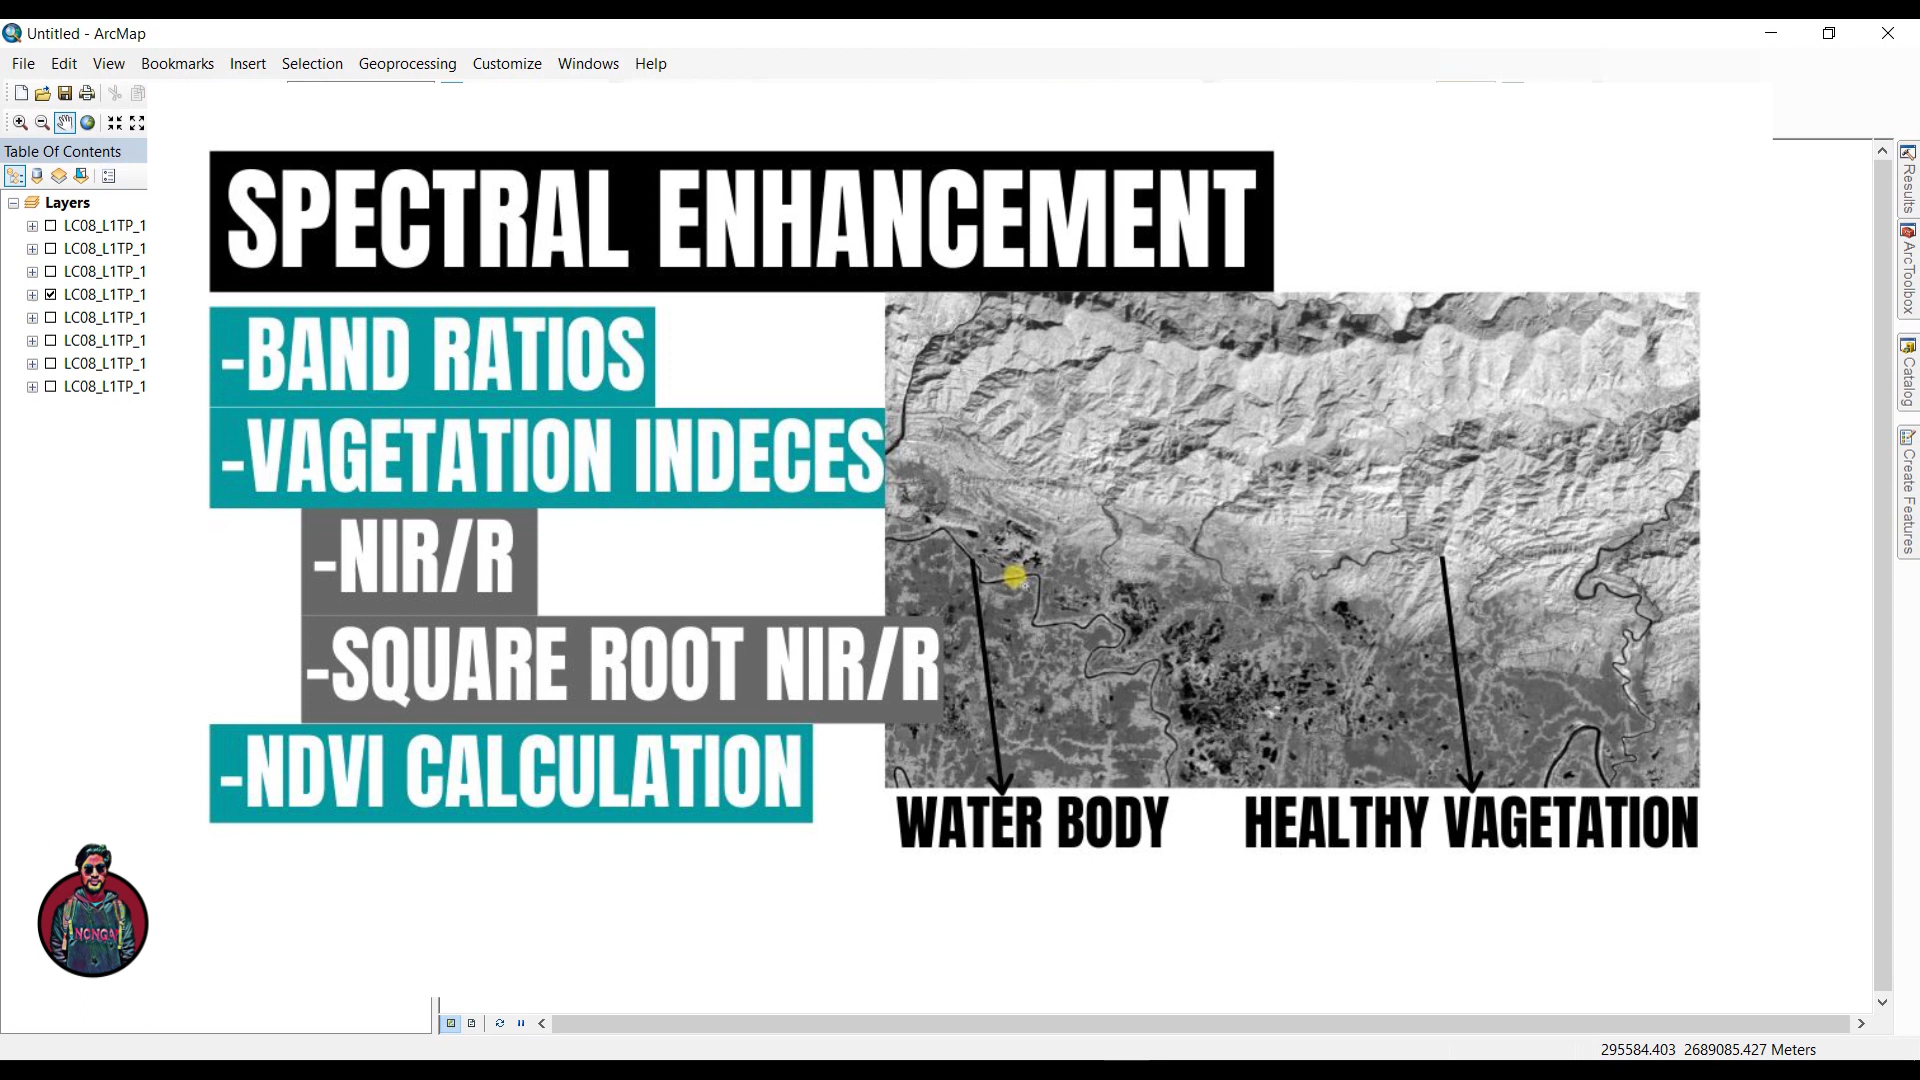 Untitled - ArcMap
File Edit View Bookmarks Insert Selection Geoprocessing Customize Windows Help
Table Of Contents
Layers
LC08_L1TP_1
LC08_L1TP_1
LC08_L1TP_1
LC08_L1TP_1
LC08_L1TP_1
LC08_L1TP_1
LC08_L1TP_1
LC08_L1TP_1
SPECTRAL ENHANCEMENT
-BAND RATIOS
-VAGETATION INDECES
-NIR/R
-SQUARE ROOT NIR/R
-NDVI CALCULATION
WATER BODY HEALTHY VAGETATION
Results
ArcToolbox
Catalog
Create Features
295584.403 2689085.427 Meters